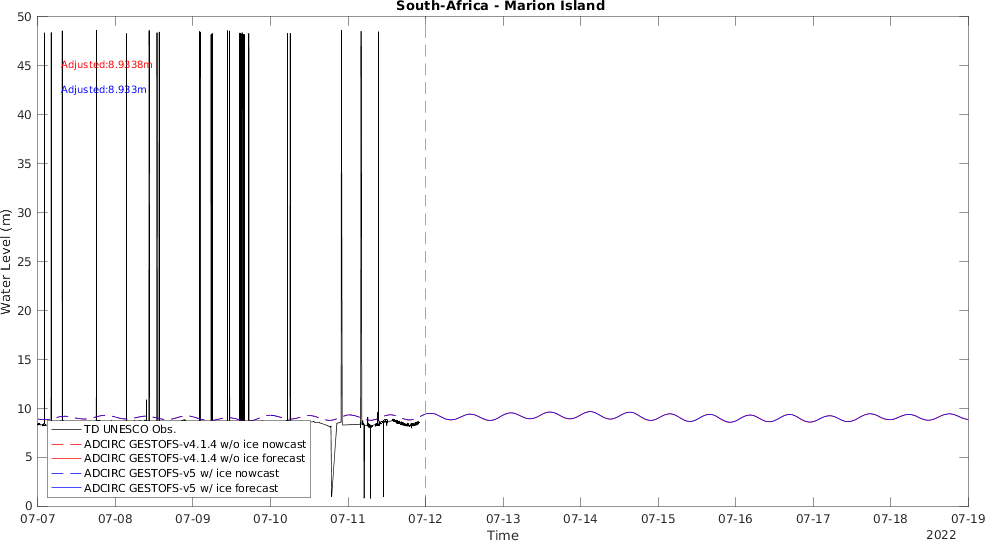 South-Africa - Marion Island
50
45
40
35
30
25
20
15
10
5
0
Water Level (m)
Adjusted:8.9338m
Adjusted:8.933m
TD UNESCO Obs.
ADCIRC GESTOFS-v4.1.4 w/o ice nowcast
ADCIRC GESTOFS-v4.1.4 w/o ice forecast
ADCIRC GESTOFS-v5 w/ ice nowcast
ADCIRC GESTOFS-v5 w/ ice forecast
07-07 07-08 07-09 07-10 07-11 07-12 07-13 07-14 07-15 07-16 07-17 07-18 07-19
Time
2022